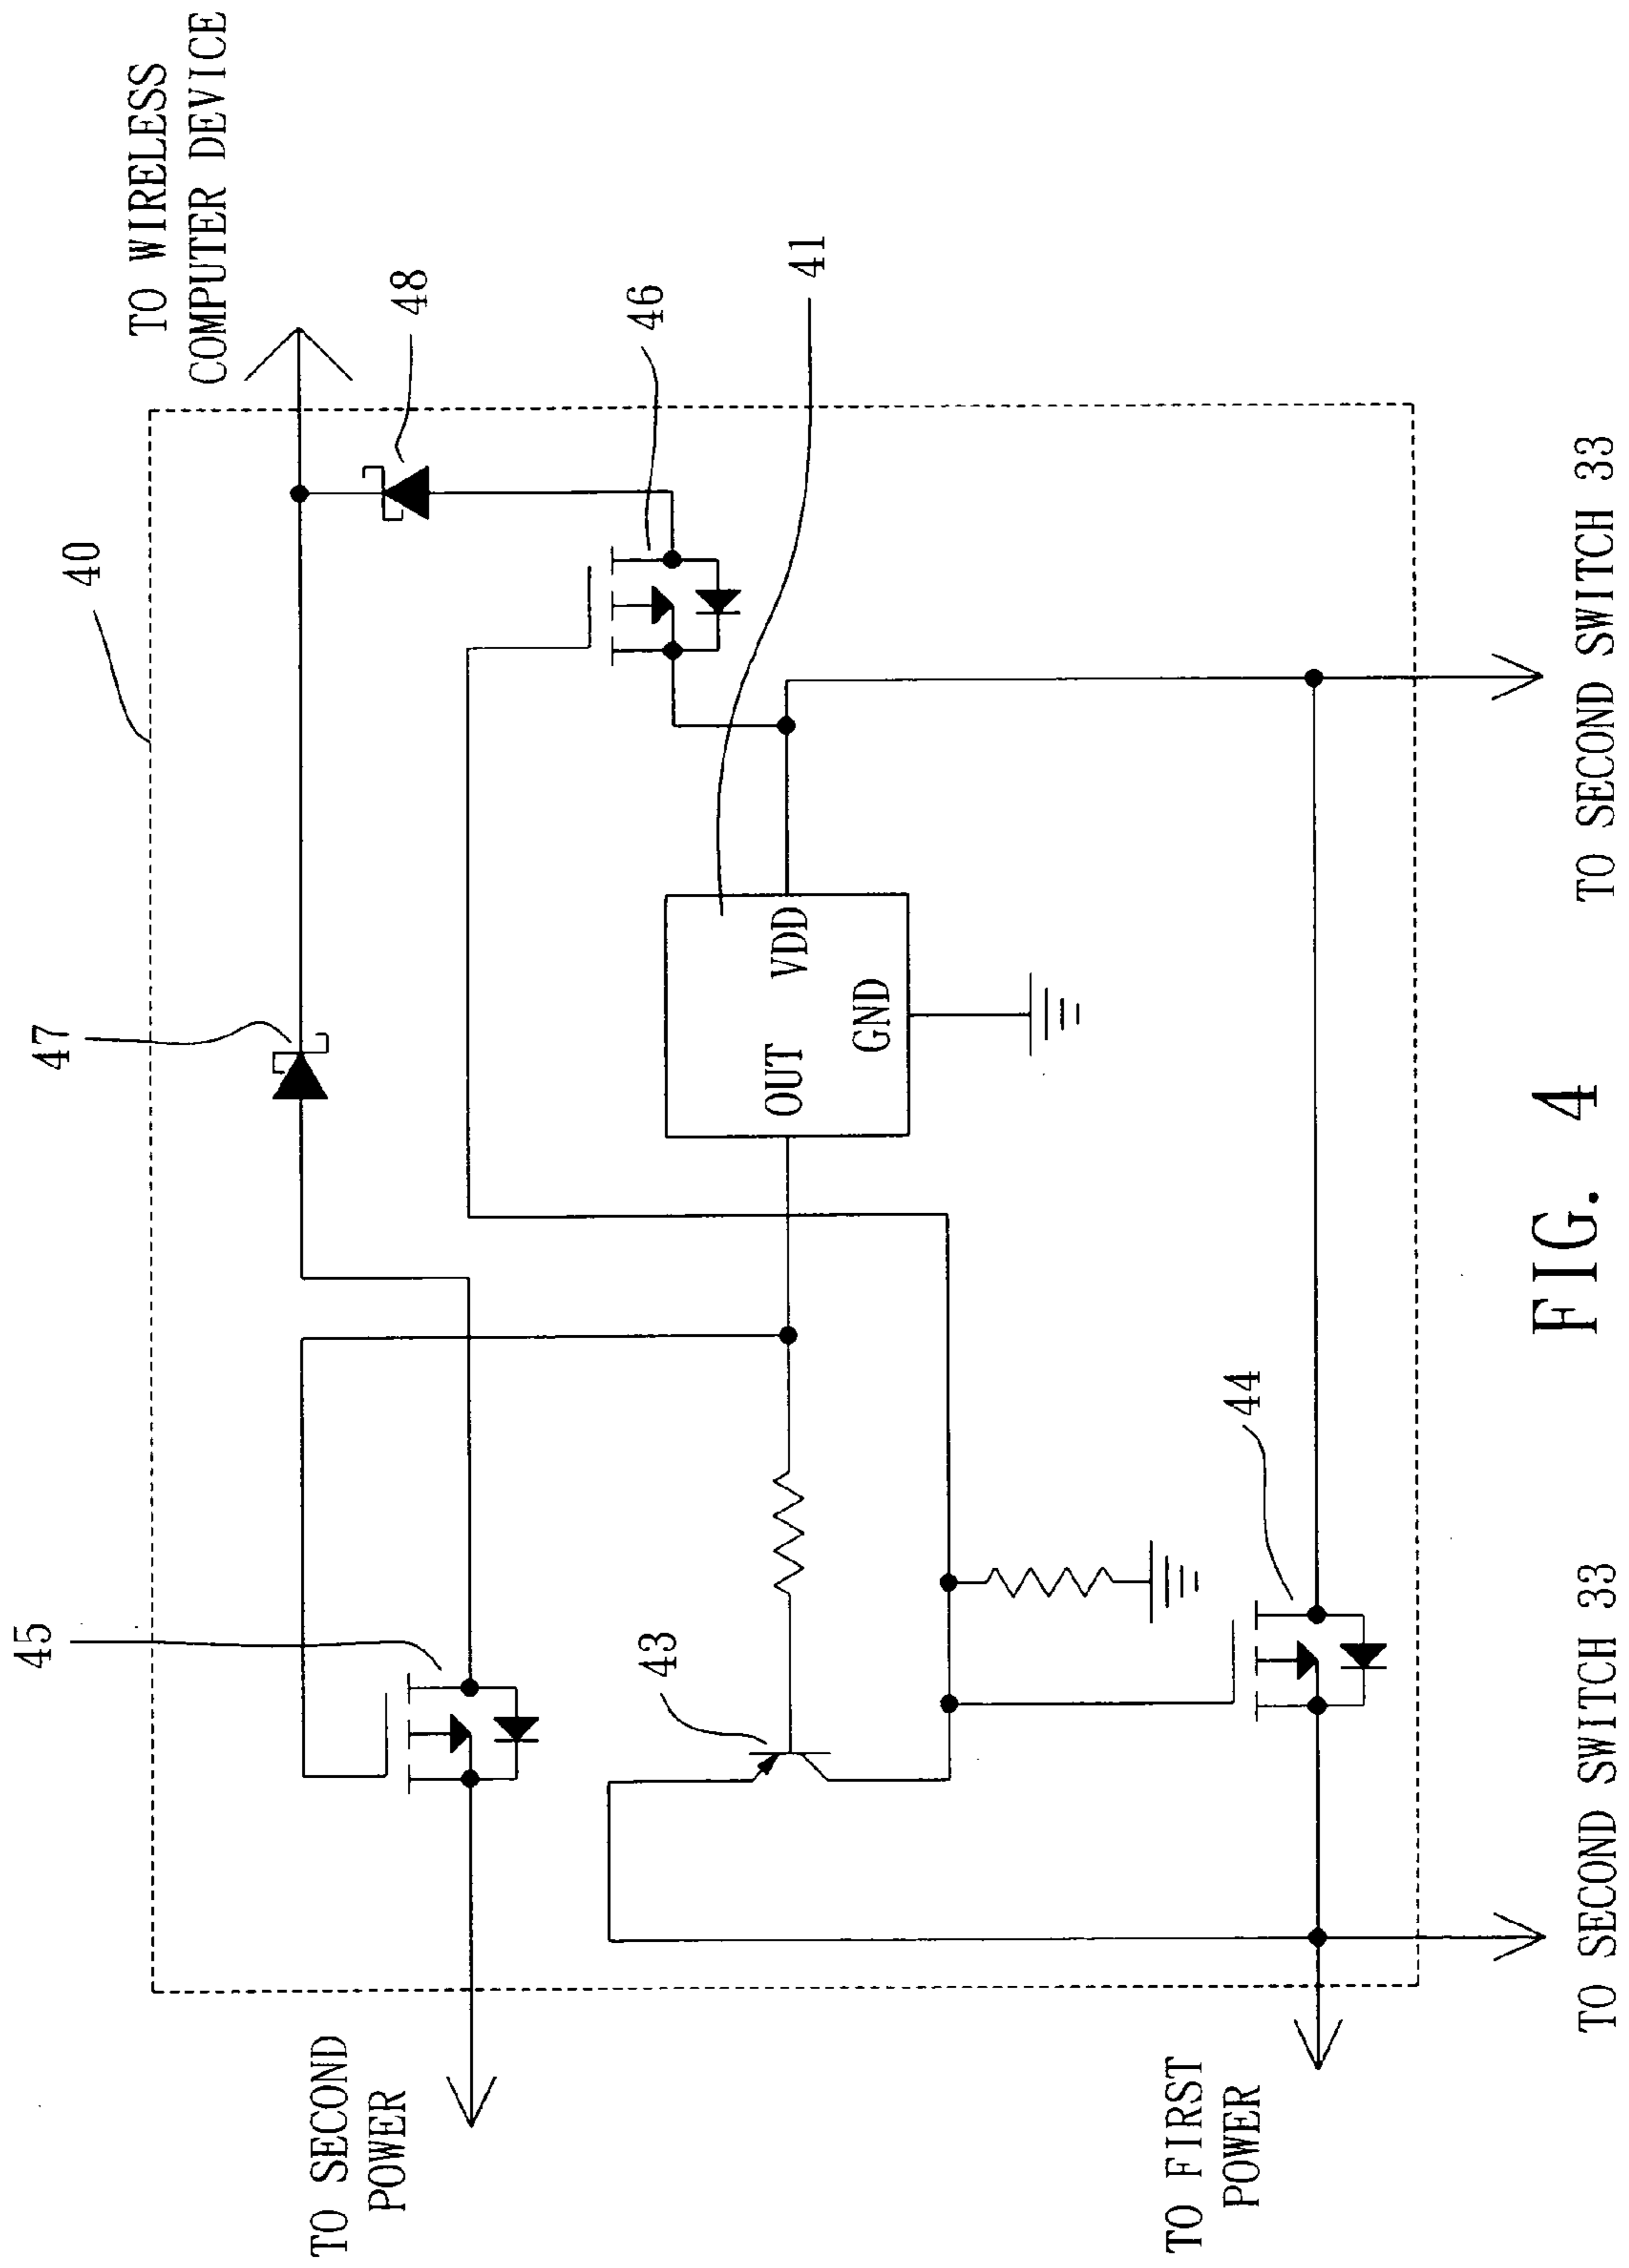 TO WIRELESS
COMPUTER DEVICE
40
47
48
46
41
45
TO SECOND
POWER
OUT
VDD
GND
43
44
TO FIRST
POWER
TO SECOND SWITCH 33
TO SECOND SWITCH 33
FIG. 4